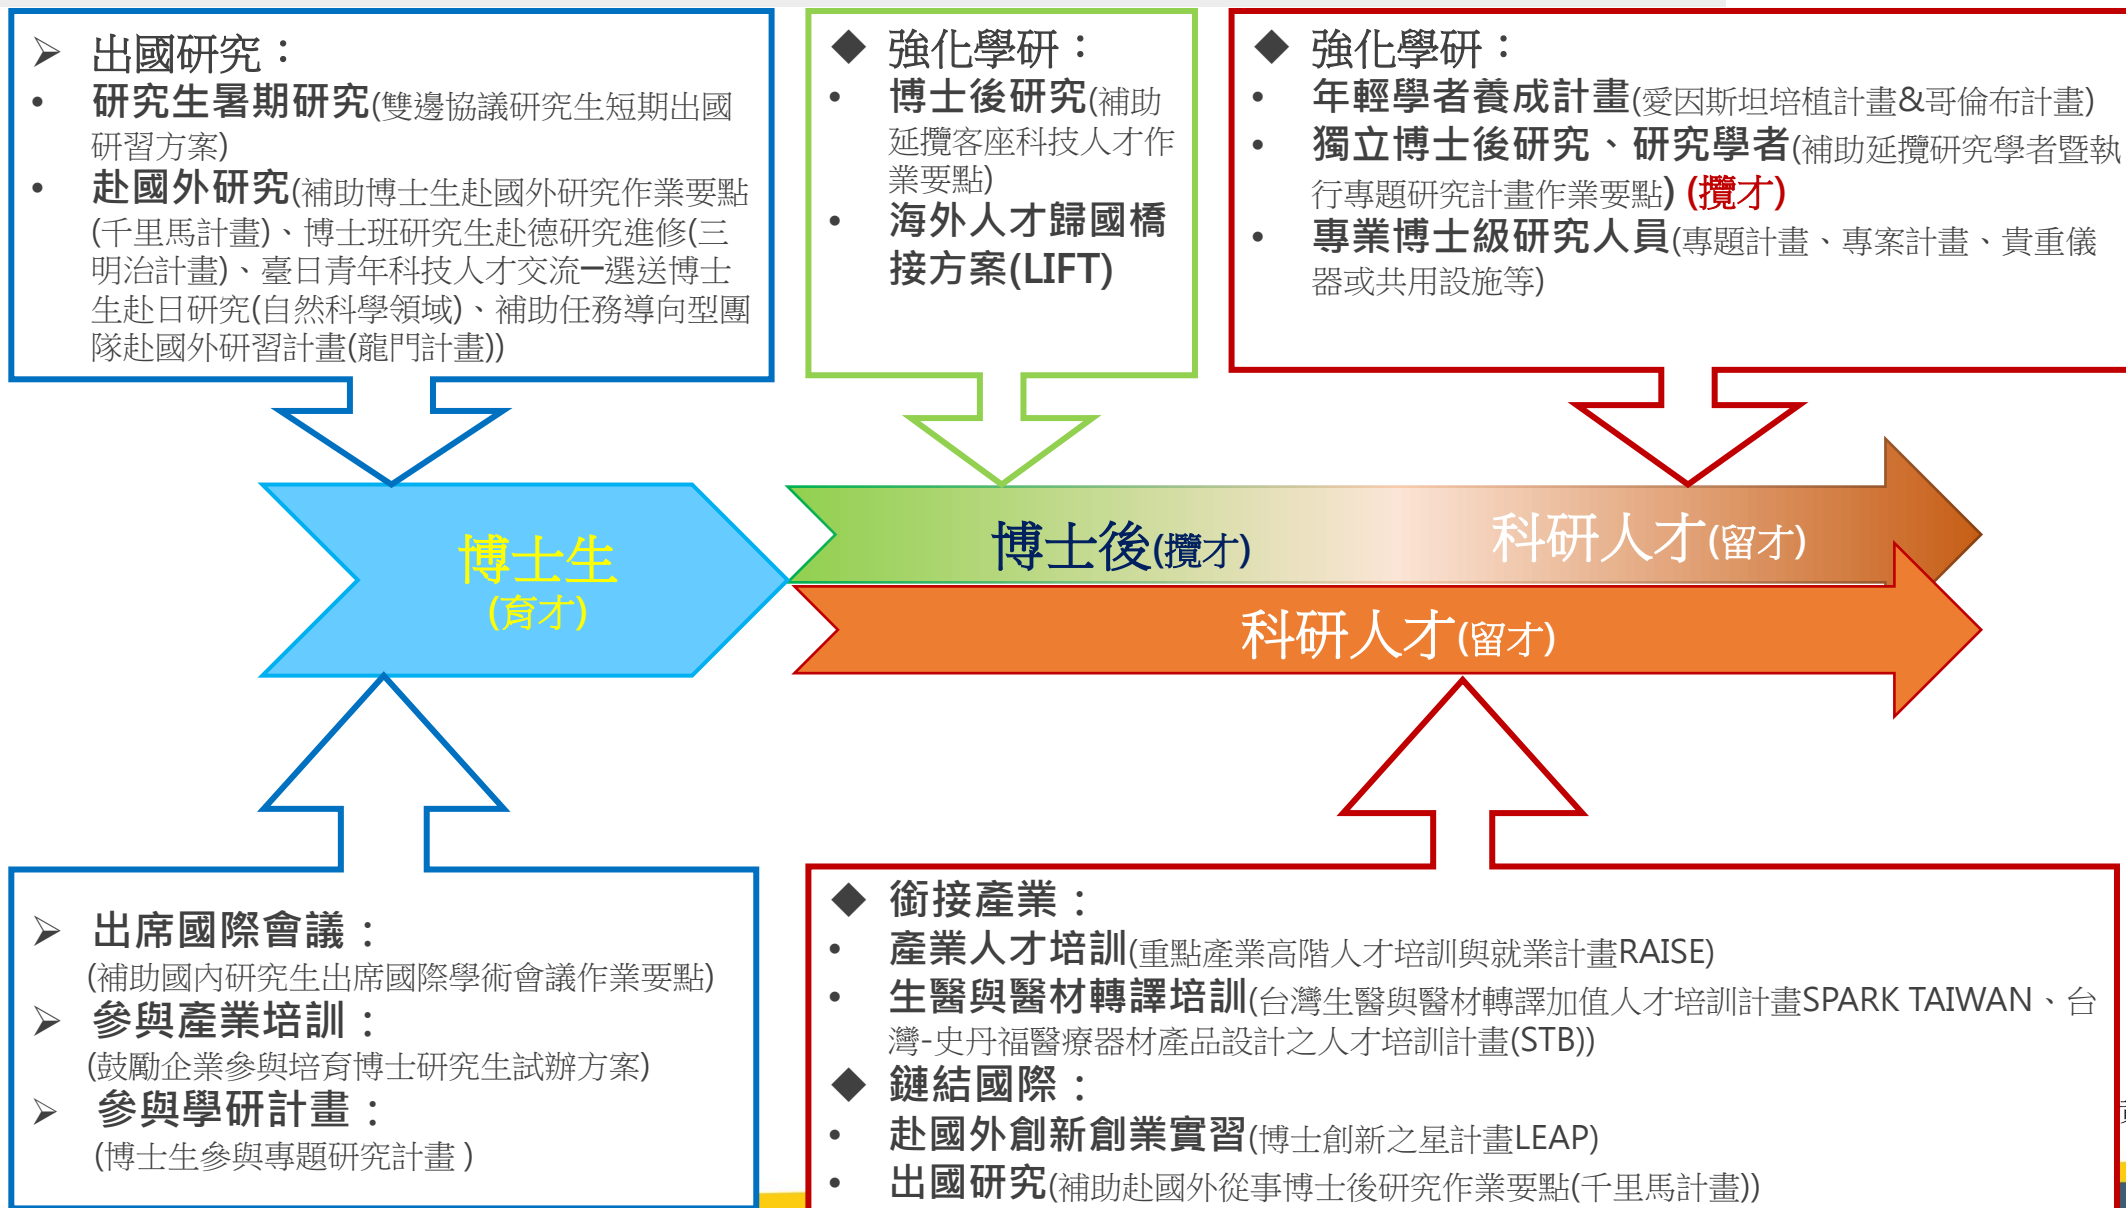 ➢ 出國研究：
• 研究生暑期研究(雙邊協議研究生短期出國
研習方案)
• 赴國外研究(補助博士生赴國外研究作業要點
(千里馬計畫)、博士班研究生赴德研究進修(三
明治計畫)、臺日青年科技人才交流─選送博士
生赴日研究(自然科學領域)、補助任務導向型團
隊赴國外研習計畫(龍門計畫))
◆ 強化學研：
• 博士後研究(補助
延攬客座科技人才作
業要點)
• 海外人才歸國橋
接方案(LIFT)
◆ 強化學研：
• 年輕學者養成計畫(愛因斯坦培植計畫&哥倫布計畫)
• 獨立博士後研究、研究學者(補助延攬研究學者暨執
行專題研究計畫作業要點) (攬才)
• 專業博士級研究人員(專題計畫、專案計畫、貴重儀
器或共用設施等)
博士生
(育才)
博士後(攬才)
科研人才(留才)
科研人才(留才)
➢ 出席國際會議：
(補助國內研究生出席國際學術會議作業要點)
➢ 參與產業培訓：
(鼓勵企業參與培育博士研究生試辦方案)
➢ 參與學研計畫：
(博士生參與專題研究計畫)
◆ 銜接產業：
• 產業人才培訓(重點產業高階人才培訓與就業計畫RAISE)
• 生醫與醫材轉譯培訓(台灣生醫與醫材轉譯加值人才培訓計畫SPARK TAIWAN、台
灣-史丹福醫療器材產品設計之人才培訓計畫(STB))
◆ 鏈結國際：
• 赴國外創新創業實習(博士創新之星計畫LEAP)
• 出國研究(補助赴國外從事博士後研究作業要點(千里馬計畫))